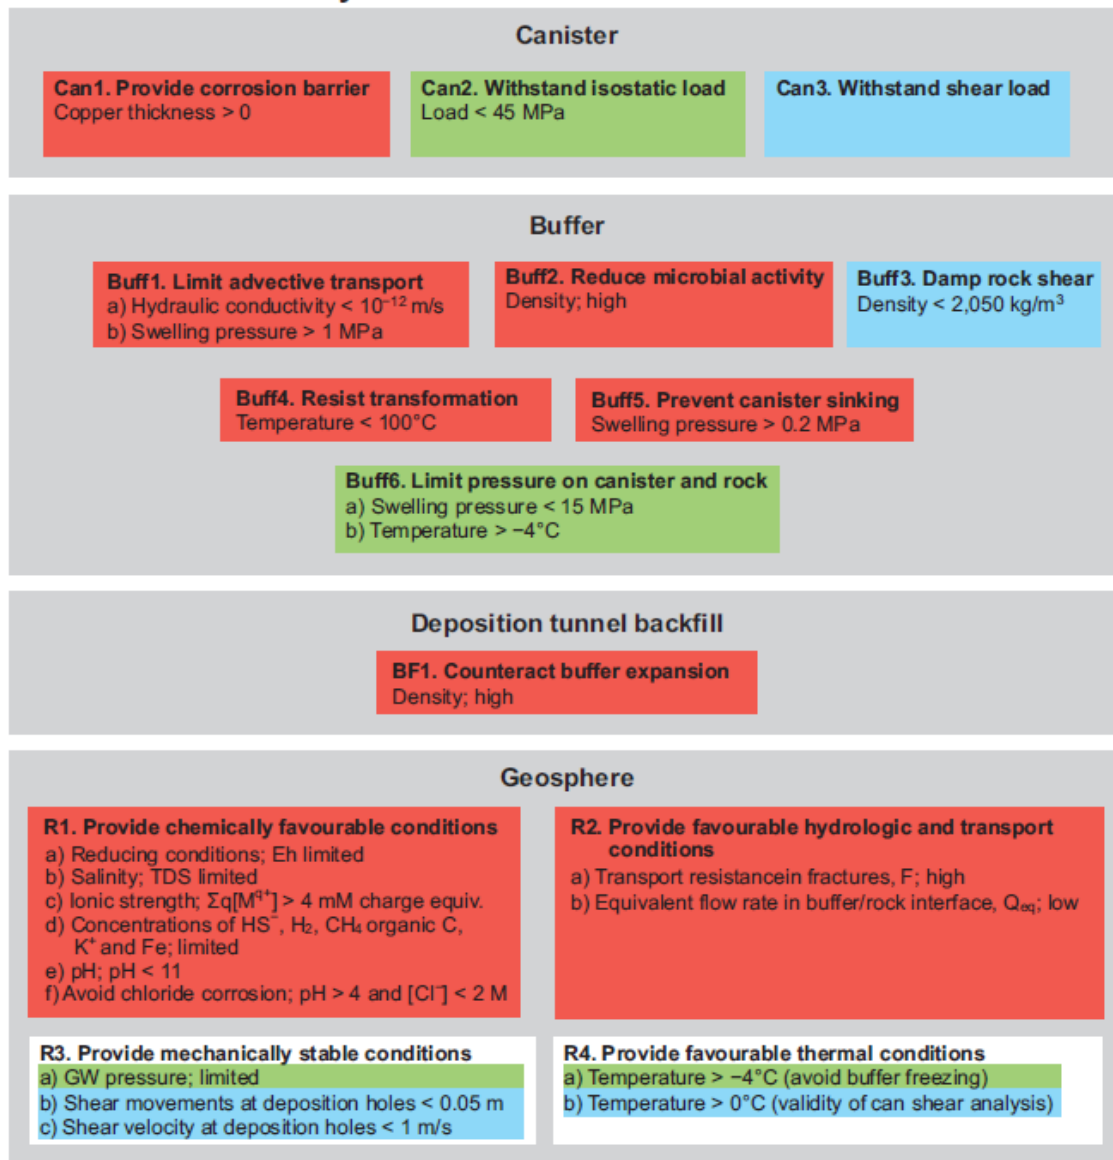 Canister
Can1. Provide corrosion barrier
Copper thickness > 0
Can2. Withstand isostatic load
Load < 45 MPa
Can3. Withstand shear load
Buffer
Buff1. Limit advective transport
a) Hydraulic conductivity < 10⁻¹² m/s
b) Swelling pressure > 1 MPa
Buff2. Reduce microbial activity
Density; high
Buff3. Damp rock shear
Density < 2,050 kg/m³
Buff4. Resist transformation
Temperature < 100°C
Buff5. Prevent canister sinking
Swelling pressure > 0.2 MPa
Buff6. Limit pressure on canister and rock
a) Swelling pressure < 15 MPa
b) Temperature > −4°C
Deposition tunnel backfill
BF1. Counteract buffer expansion
Density; high
Geosphere
R1. Provide chemically favourable conditions
a) Reducing conditions; Eh limited
b) Salinity; TDS limited
c) Ionic strength; Σq[M^q+] > 4 mM charge equiv.
d) Concentrations of HS⁻, H₂, CH₄ organic C,
K⁺ and Fe; limited
e) pH; pH < 11
f) Avoid chloride corrosion; pH > 4 and [Cl⁻] < 2 M
R2. Provide favourable hydrologic and transport
conditions
a) Transport resistancein fractures, F; high
b) Equivalent flow rate in buffer/rock interface, Q_eq; low
R3. Provide mechanically stable conditions
a) GW pressure; limited
b) Shear movements at deposition holes < 0.05 m
c) Shear velocity at deposition holes < 1 m/s
R4. Provide favourable thermal conditions
a) Temperature > −4°C (avoid buffer freezing)
b) Temperature > 0°C (validity of can shear analysis)